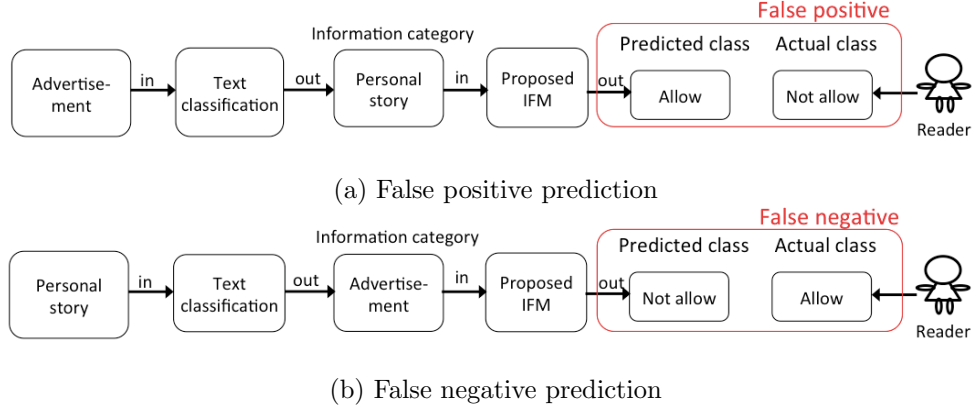 False positive
Information category
Predicted class
Actual class
Advertise-
ment
in
Text
classification
out
Personal
story
in
Proposed
IFM
out
Allow
Not allow
Reader
(a) False positive prediction
False negative
Information category
Predicted class
Actual class
Personal
story
in
Text
classification
out
Advertise-
ment
in
Proposed
IFM
out
Not allow
Allow
Reader
(b) False negative prediction